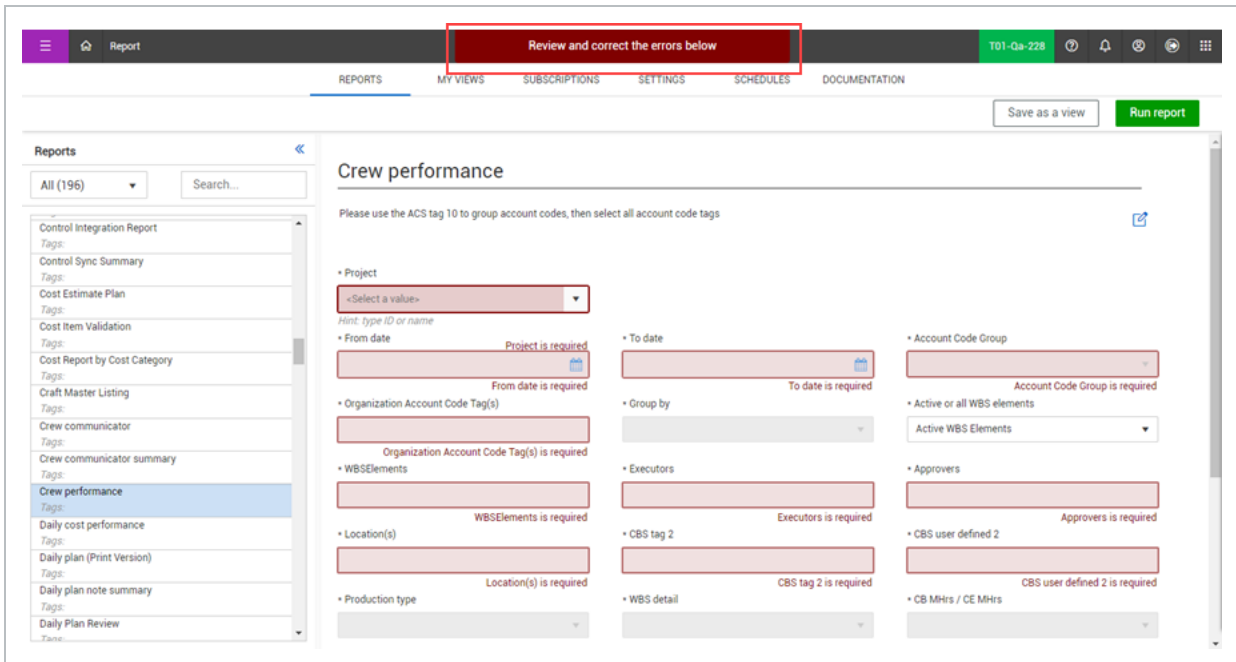 Report
Review and correct the errors below
T01-Qa-228
REPORTS
MY VIEWS
SUBSCRIPTIONS
SETTINGS
SCHEDULES
DOCUMENTATION
Save as a view
Run report
Reports
All (196)
Search...
Control Integration Report
Tags:
Control Sync Summary
Tags:
Cost Estimate Plan
Tags:
Cost Item Validation
Tags:
Cost Report by Cost Category
Tags:
Craft Master Listing
Tags:
Crew communicator
Tags:
Crew communicator summary
Tags:
Crew performance
Tags:
Daily cost performance
Tags:
Daily plan (Print Version)
Tags:
Daily plan note summary
Tags:
Daily Plan Review
Tags:
Crew performance
Please use the ACS tag 10 to group account codes, then select all account code tags
* Project
<Select a value>
Hint: type ID or name
Project is required
* From date
From date is required
* To date
To date is required
* Account Code Group
Account Code Group is required
* Organization Account Code Tag(s)
Organization Account Code Tag(s) is required
* Group by
* Active or all WBS elements
Active WBS Elements
* WBSElements
WBSElements is required
* Executors
Executors is required
* Approvers
Approvers is required
* Location(s)
Location(s) is required
* CBS tag 2
CBS tag 2 is required
* CBS user defined 2
CBS user defined 2 is required
* Production type
* WBS detail
* CB MHrs / CE MHrs